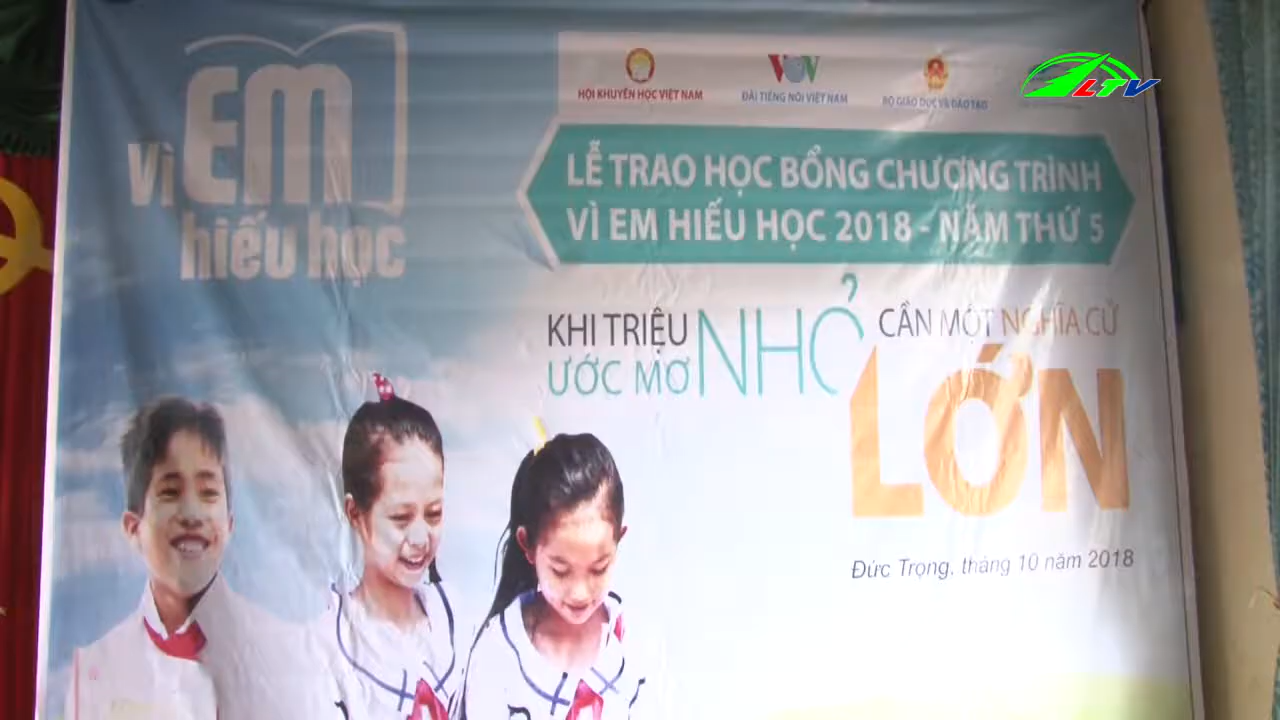 Vì EM
hiếu học
HỘI KHUYẾN HỌC VIỆT NAM
VOV
ĐÀI TIẾNG NÓI VIỆT NAM
BỘ GIÁO DỤC VÀ ĐÀO TẠO
LTV
LỄ TRAO HỌC BỔNG CHƯƠNG TRÌNH
VÌ EM HIẾU HỌC 2018 - NĂM THỨ 5
KHI TRIỆU
ƯỚC MƠ NHỎ
CẦN MỘT NGHĨA CỬ
LỚN
Đức Trọng, tháng 10 năm 2018